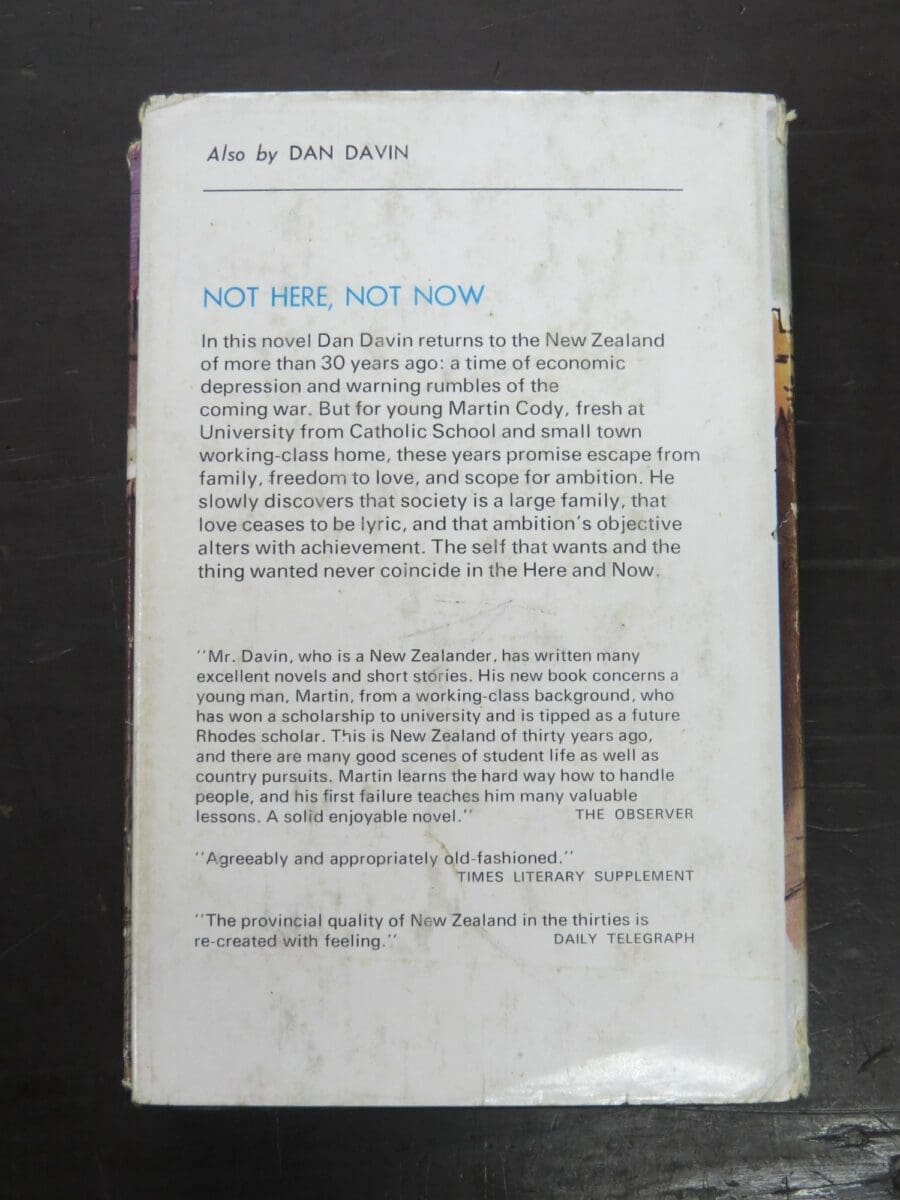 Also by DAN DAVIN
NOT HERE, NOT NOW
In this novel Dan Davin returns to the New Zealand
of more than 30 years ago: a time of economic
depression and warning rumbles of the
coming war. But for young Martin Cody, fresh at
University from Catholic School and small town
working-class home, these years promise escape from
family, freedom to love, and scope for ambition. He
slowly discovers that society is a large family, that
love ceases to be lyric, and that ambition's objective
alters with achievement. The self that wants and the
thing wanted never coincide in the Here and Now.
"Mr. Davin, who is a New Zealander, has written many
excellent novels and short stories. His new book concerns a
young man, Martin, from a working-class background, who
has won a scholarship to university and is tipped as a future
Rhodes scholar. This is New Zealand of thirty years ago,
and there are many good scenes of student life as well as
country pursuits. Martin learns the hard way how to handle
people, and his first failure teaches him many valuable
lessons. A solid enjoyable novel." THE OBSERVER
"Agreeably and appropriately old-fashioned."
TIMES LITERARY SUPPLEMENT
"The provincial quality of New Zealand in the thirties is
re-created with feeling." DAILY TELEGRAPH